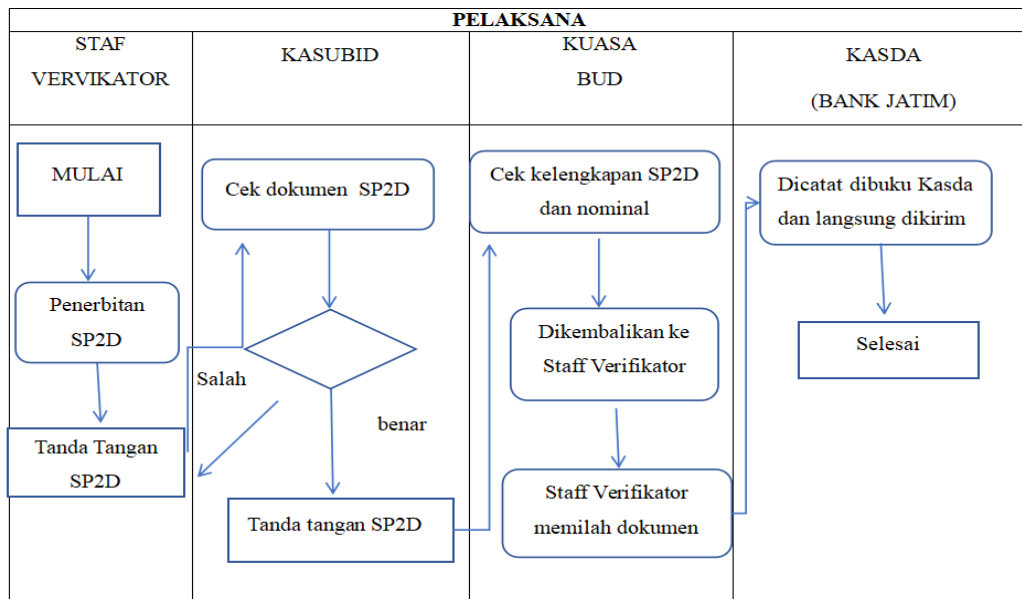 PELAKSANA
STAF
VERVIKATOR
KASUBID
KUASA
BUD
KASDA
(BANK JATIM)
MULAI
Penerbitan
SP2D
Tanda Tangan
SP2D
Cek dokumen SP2D
Salah
benar
Tanda tangan SP2D
Cek kelengkapan SP2D
dan nominal
Dikembalikan ke
Staff Verifikator
Staff Verifikator
memilah dokumen
Dicatat dibuku Kasda
dan langsung dikirim
Selesai